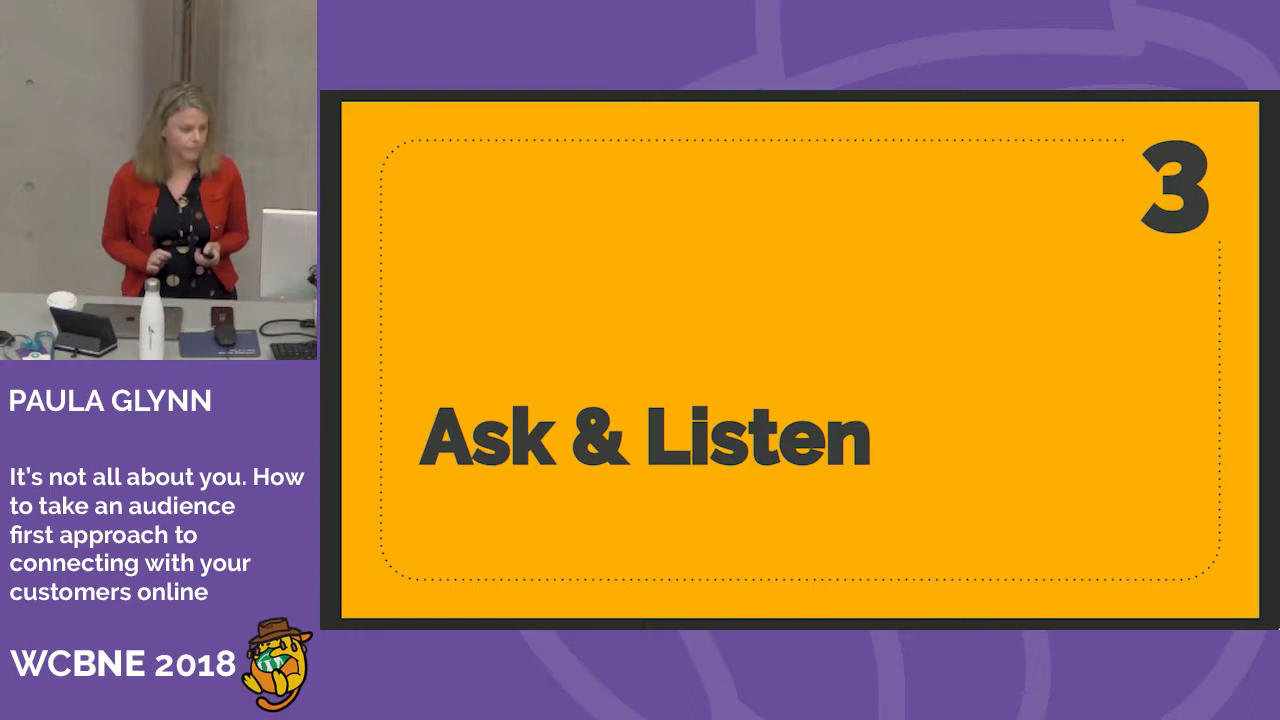 PAULA GLYNN
It's not all about you. How
to take an audience
first approach to
connecting with your
customers online
WCBNE 2018
3
Ask & Listen